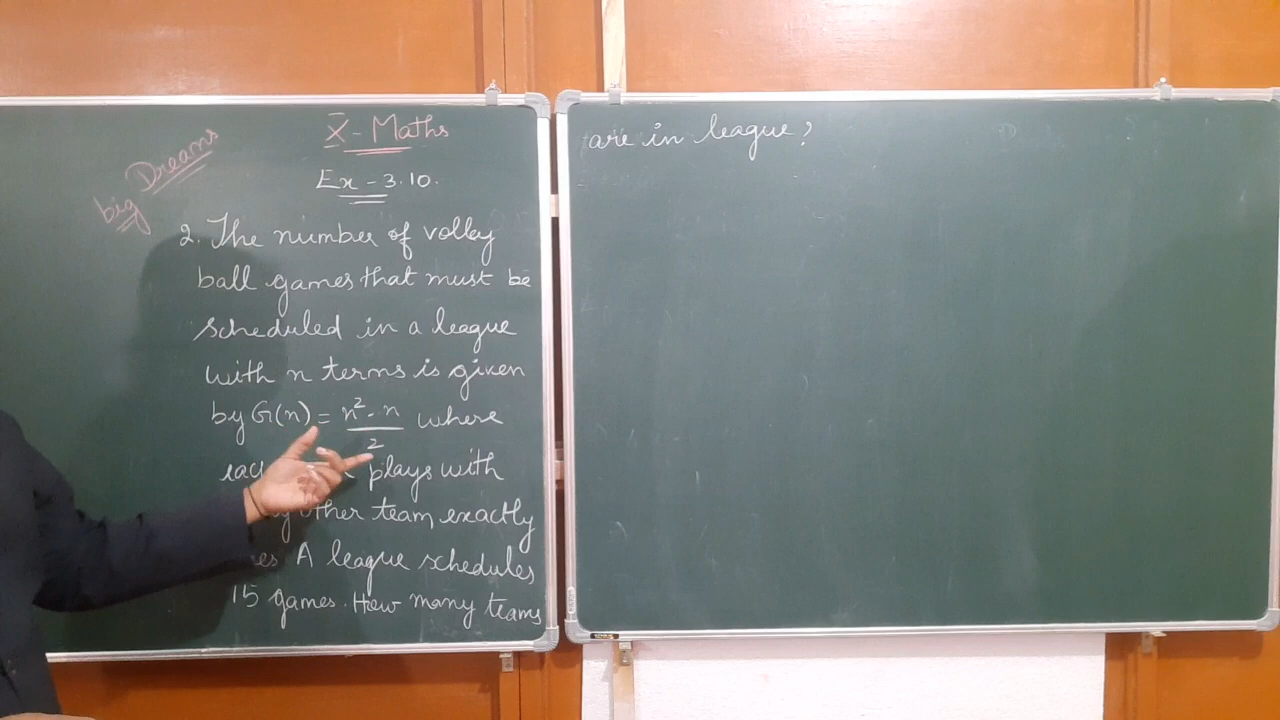 X - Maths
big Dreams
Ex - 3.10.
2. The number of volley
ball games that must be
scheduled in a league
with n terms is given
by G(n) = n² - n / 2 where
plays with
other team exactly
A league schedules
15 games. How many teams
are in league?